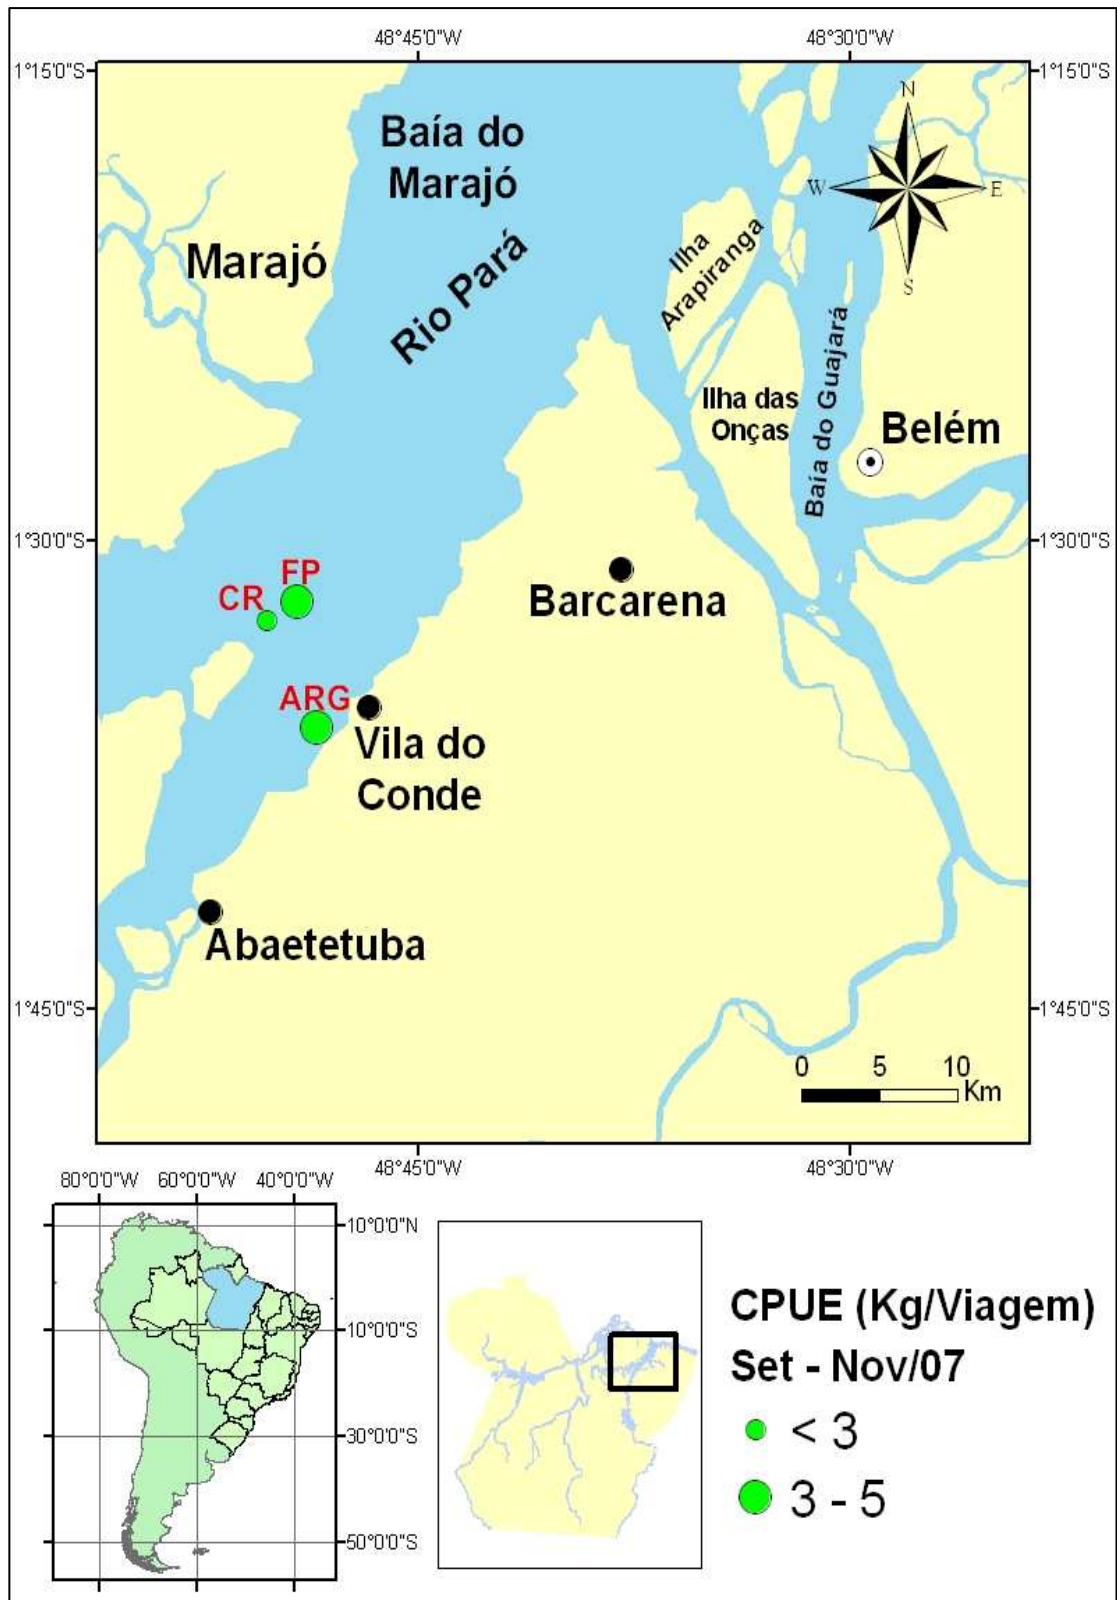 48°45'0"W
48°30'0"W
1°15'0"S
1°15'0"S
N
W
E
S
Baía do
Marajó
Marajó
Rio Pará
Ilha
Arapiranga
Ilha das
Onças
Baía do Guajará
Belém
1°30'0"S
1°30'0"S
FP
CR
Barcarena
ARG
Vila do
Conde
Abaetetuba
1°45'0"S
1°45'0"S
0 5 10
Km
48°45'0"W
48°30'0"W
80°0'0"W 60°0'0"W 40°0'0"W
10°0'0"N
10°0'0"S
30°0'0"S
50°0'0"S
CPUE (Kg/Viagem)
Set - Nov/07
< 3
3 - 5